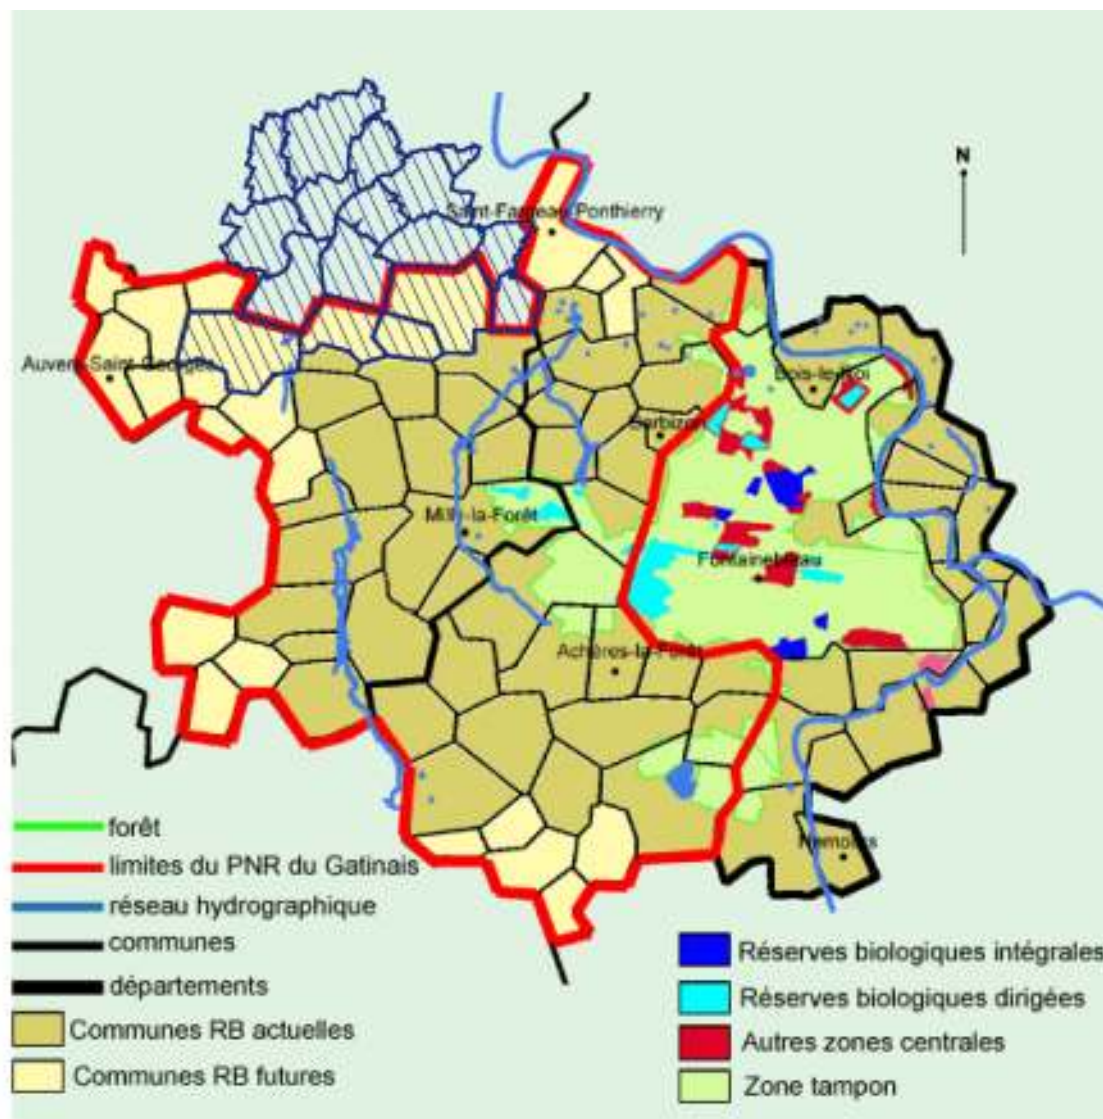 N
Saint-Fargeau-Ponthierry
Auvers-Saint-Georges
Bois-le-Roi
Barbizon
Milly-la-Forêt
Fontainebleau
Achères-la-Forêt
Nemours
forêt
limites du PNR du Gatinais
réseau hydrographique
communes
départements
Communes RB actuelles
Communes RB futures
Réserves biologiques intégrales
Réserves biologiques dirigées
Autres zones centrales
Zone tampon